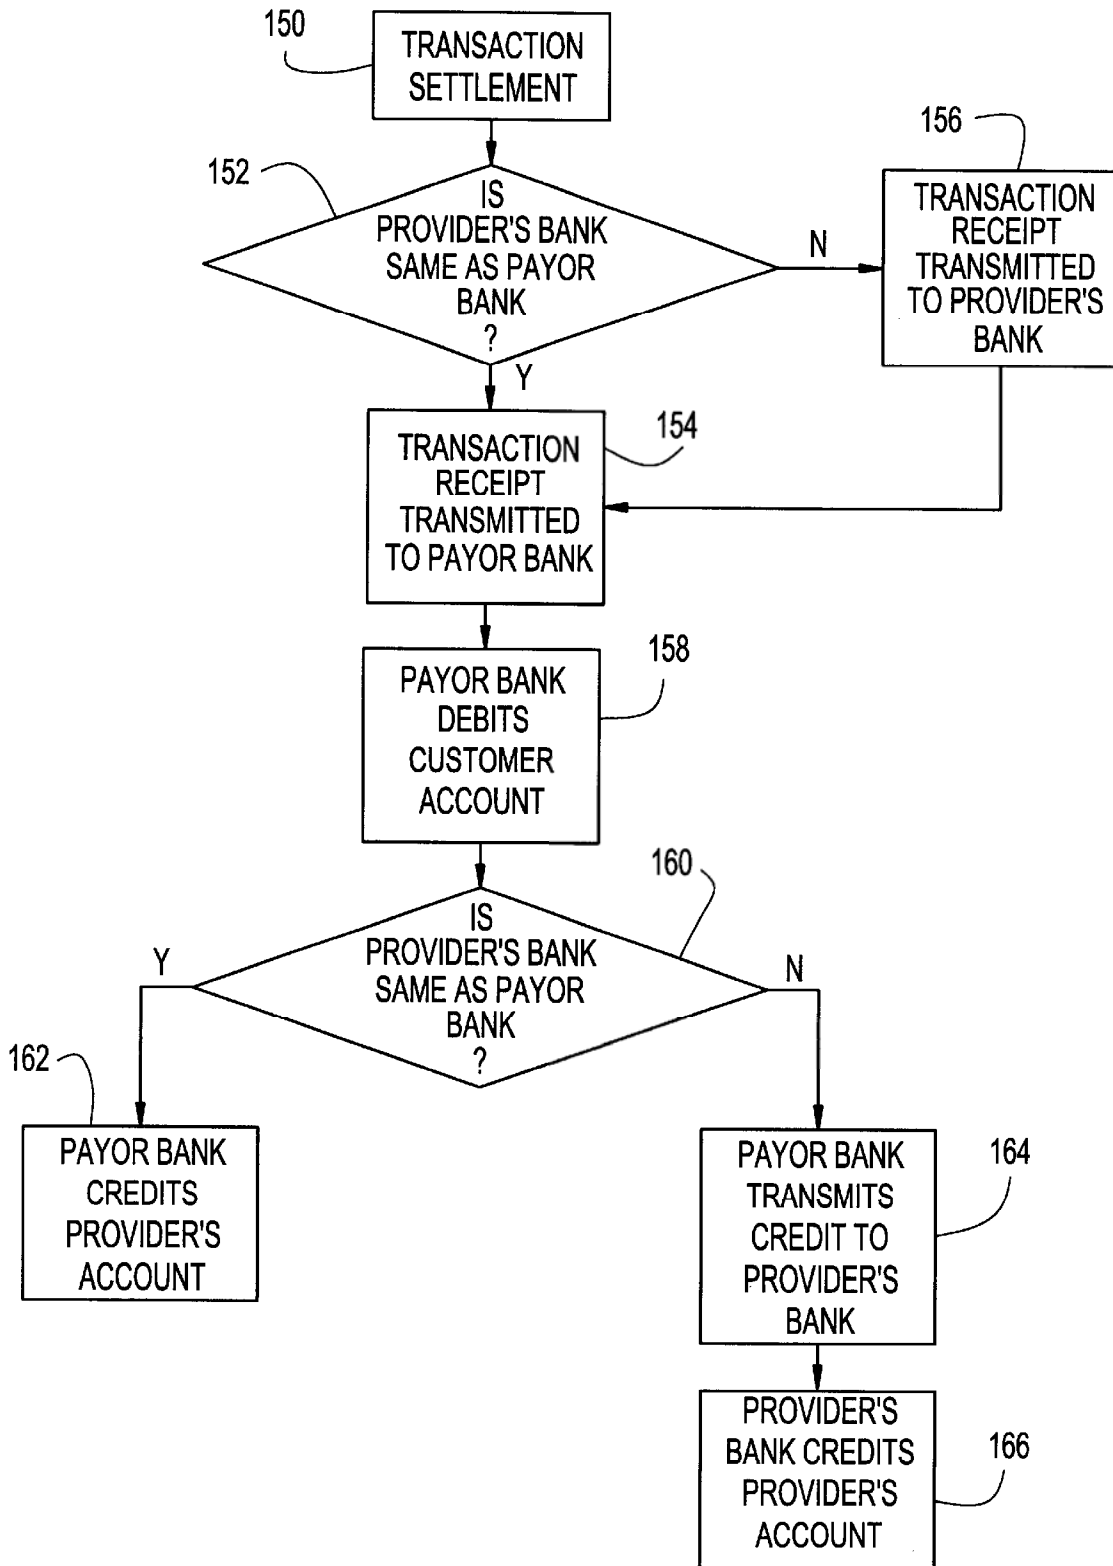 150
TRANSACTION
SETTLEMENT
152
IS
PROVIDER'S BANK
SAME AS PAYOR
BANK
?
N
Y
156
TRANSACTION
RECEIPT
TRANSMITTED
TO PROVIDER'S
BANK
154
TRANSACTION
RECEIPT
TRANSMITTED
TO PAYOR BANK
158
PAYOR BANK
DEBITS
CUSTOMER
ACCOUNT
160
IS
PROVIDER'S BANK
SAME AS PAYOR
BANK
?
Y
N
162
PAYOR BANK
CREDITS
PROVIDER'S
ACCOUNT
164
PAYOR BANK
TRANSMITS
CREDIT TO
PROVIDER'S
BANK
166
PROVIDER'S
BANK CREDITS
PROVIDER'S
ACCOUNT